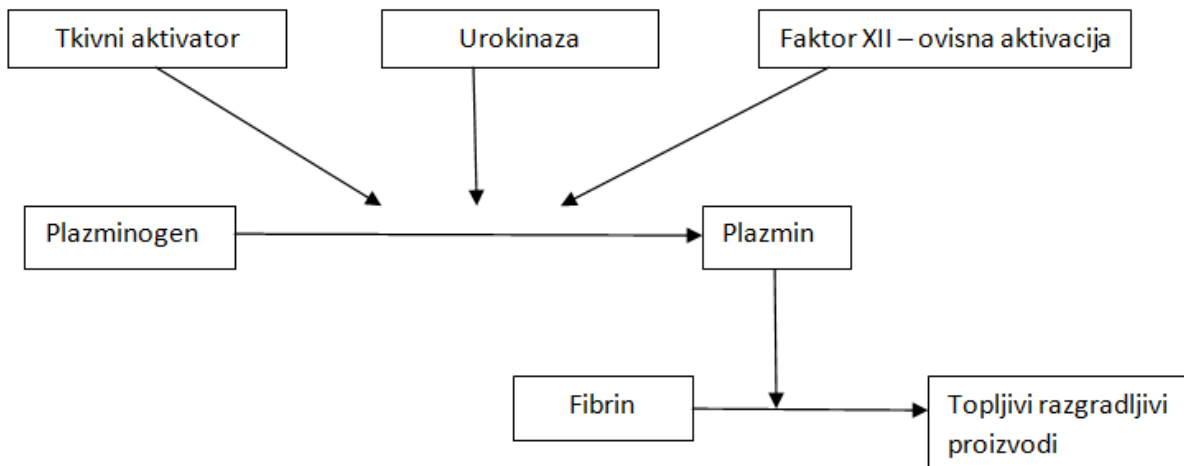 Tkivni aktivator
Urokinaza
Faktor XII – ovisna aktivacija
Plazminogen
Plazmin
Fibrin
Topljivi razgradljivi
proizvodi